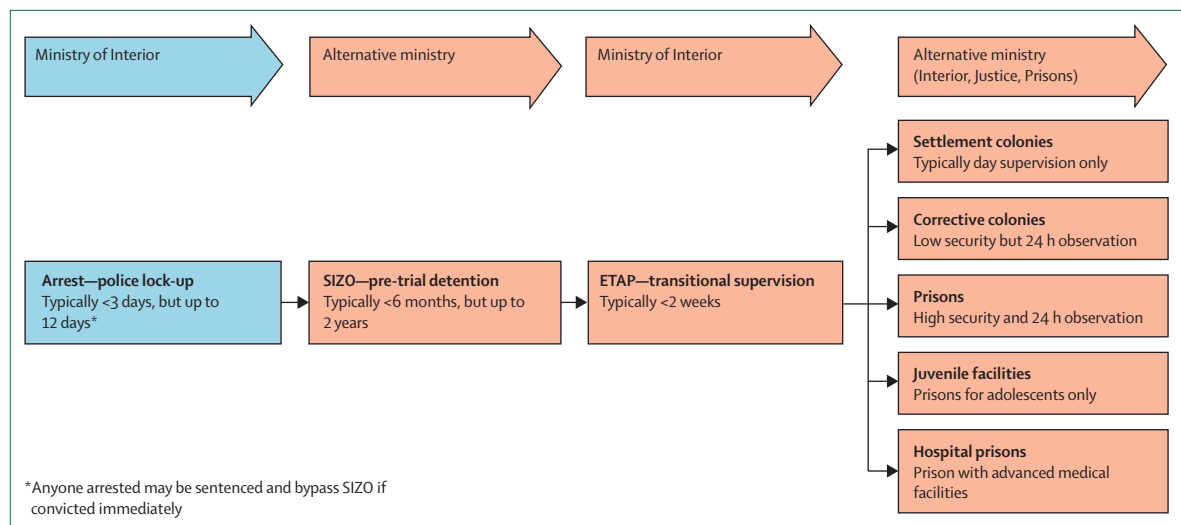 Ministry of Interior
Alternative ministry
Ministry of Interior
Alternative ministry
(Interior, Justice, Prisons)
Settlement colonies
Typically day supervision only
Corrective colonies
Low security but 24 h observation
Arrest—police lock-up
Typically <3 days, but up to
12 days*
SIZO—pre-trial detention
Typically <6 months, but up to
2 years
ETAP—transitional supervision
Typically <2 weeks
Prisons
High security and 24 h observation
Juvenile facilities
Prisons for adolescents only
Hospital prisons
Prison with advanced medical
facilities
*Anyone arrested may be sentenced and bypass SIZO if
convicted immediately